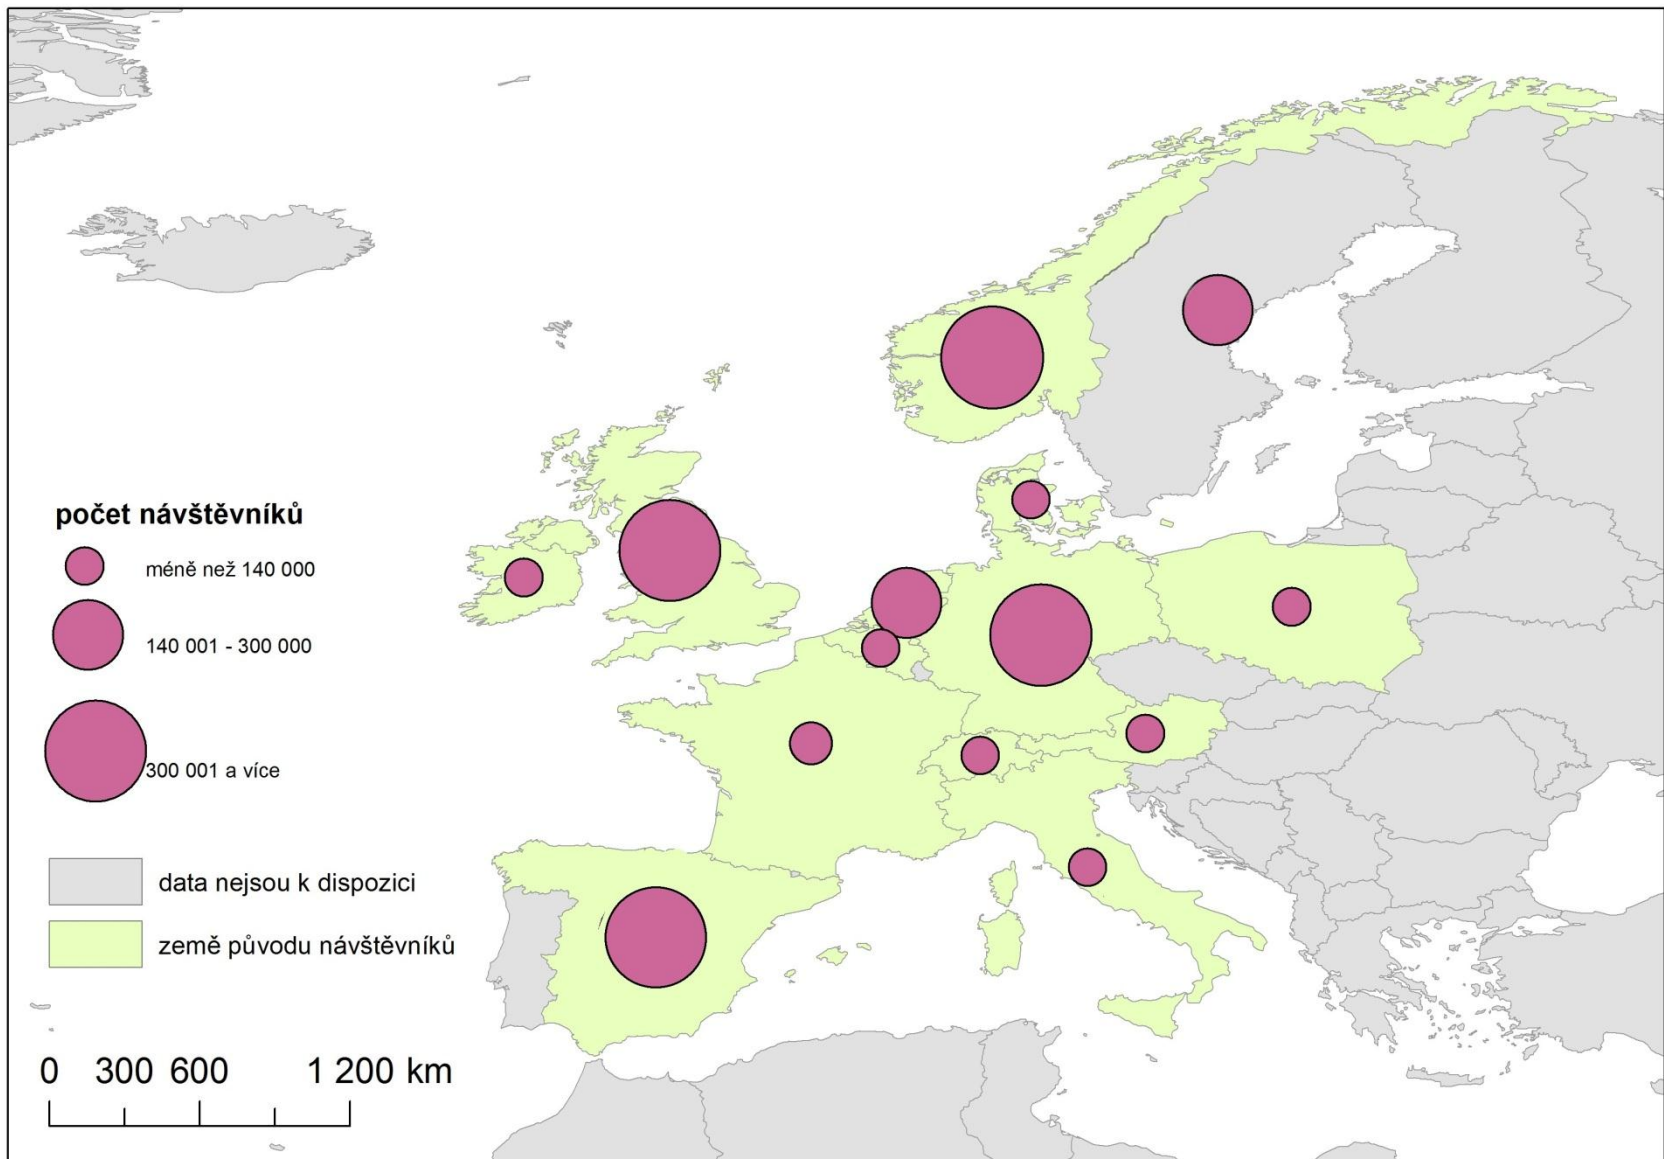 počet návštěvníků
méně než 140 000
140 001 - 300 000
300 001 a více
data nejsou k dispozici
země původu návštěvníků
0 300 600 1 200 km